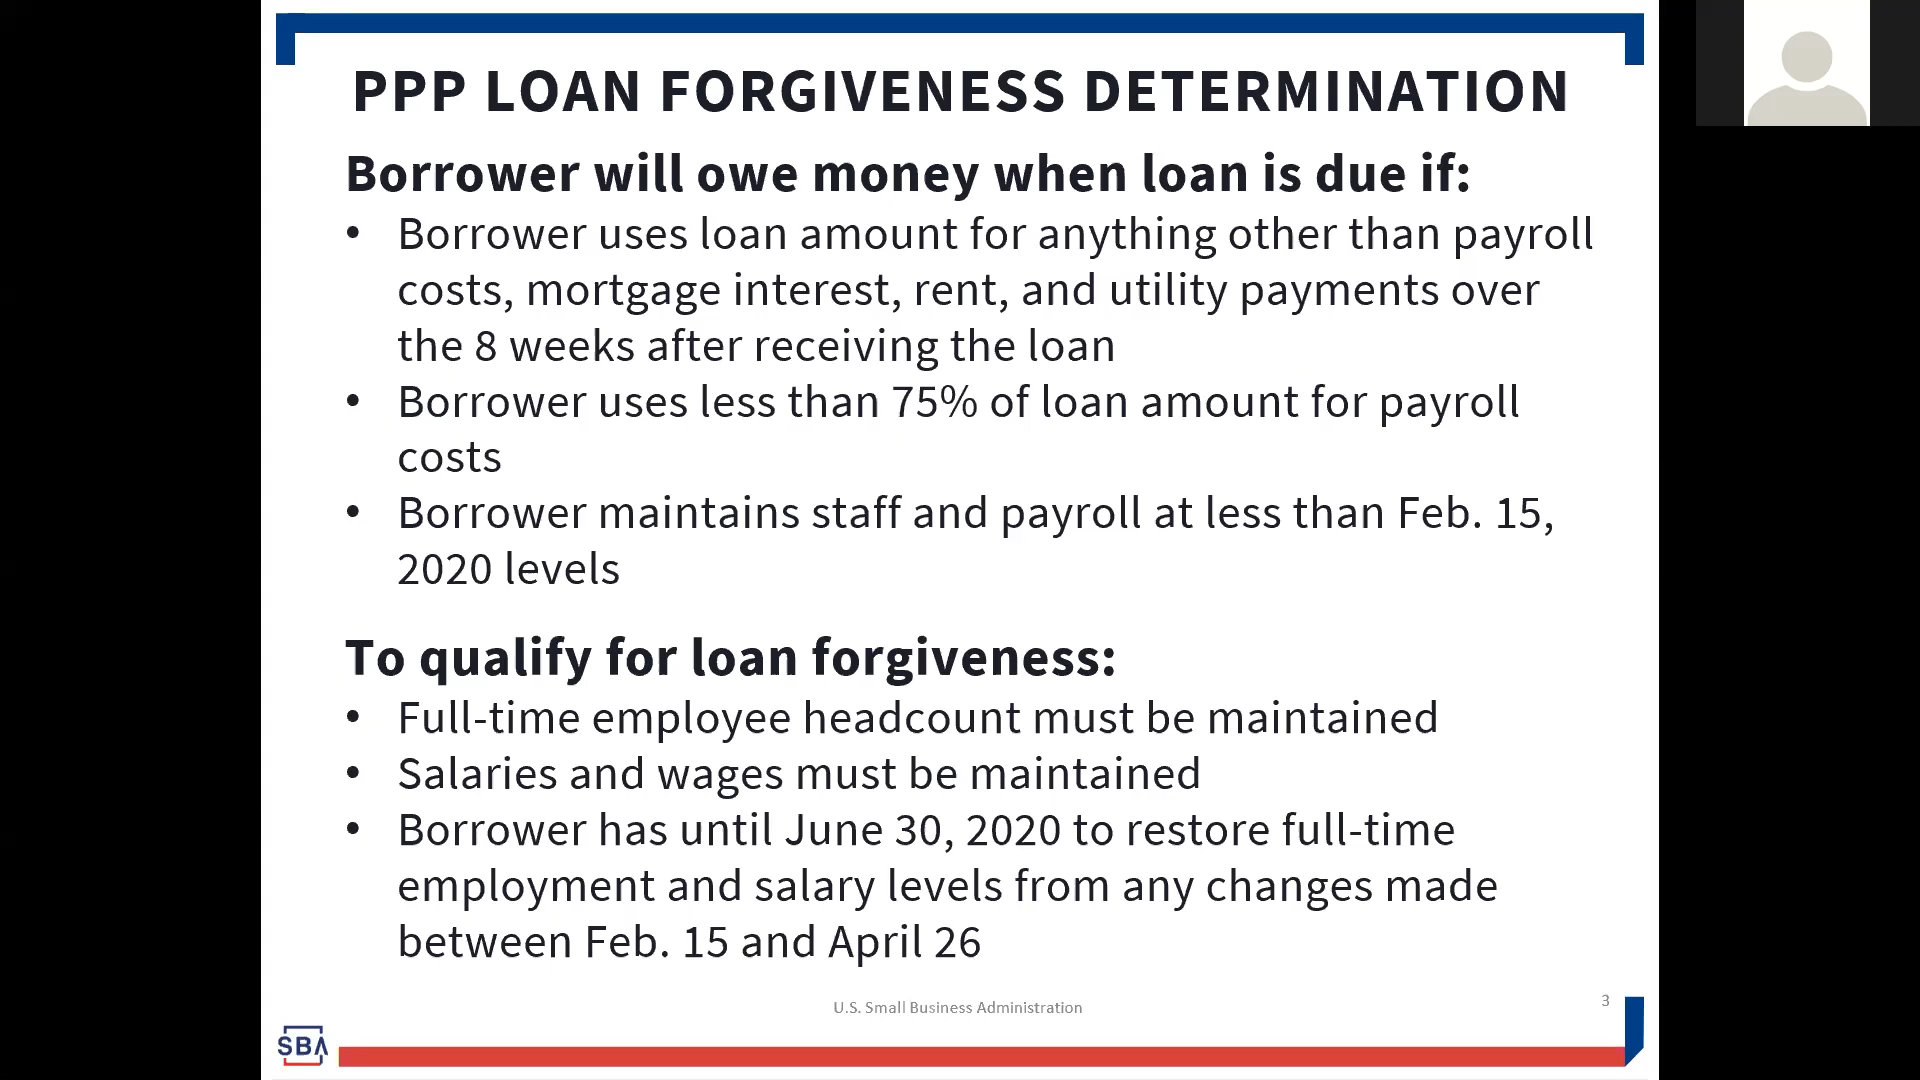 PPP LOAN FORGIVENESS DETERMINATION
Borrower will owe money when loan is due if:
• Borrower uses loan amount for anything other than payroll
costs, mortgage interest, rent, and utility payments over
the 8 weeks after receiving the loan
• Borrower uses less than 75% of loan amount for payroll
costs
• Borrower maintains staff and payroll at less than Feb. 15,
2020 levels
To qualify for loan forgiveness:
• Full-time employee headcount must be maintained
• Salaries and wages must be maintained
• Borrower has until June 30, 2020 to restore full-time
employment and salary levels from any changes made
between Feb. 15 and April 26
U.S. Small Business Administration
3
SBA